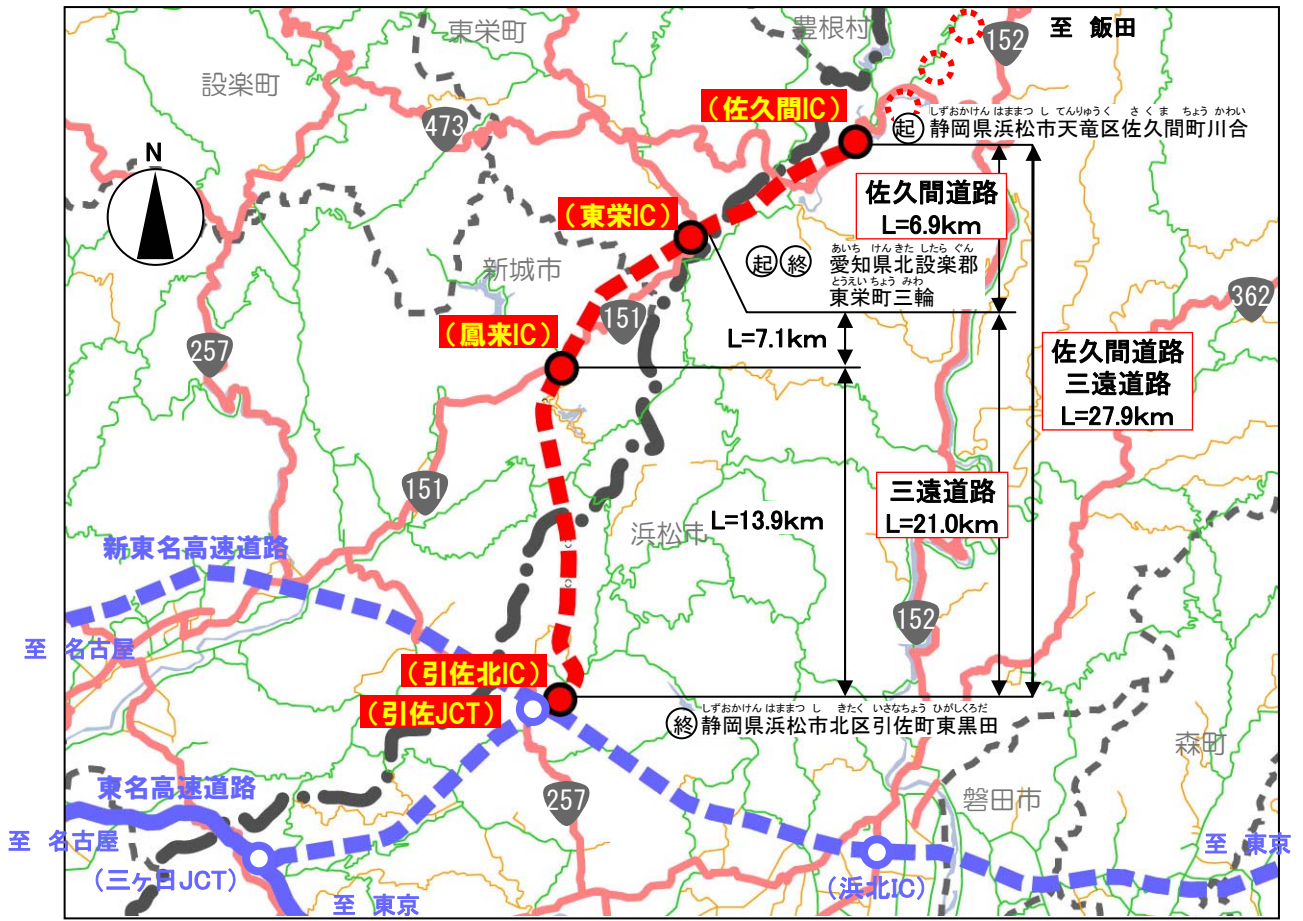 東栄町
豊根村
152
至 飯田
設楽町
(佐久間IC)
しずおかけん はままつ し てんりゅうく さくま ちょう かわい
起 静岡県浜松市天竜区佐久間町川合
473
N
佐久間道路
L=6.9km
(東栄IC)
あいち けん きた したら ぐん
起 終 愛知県北設楽郡
とうえい ちょう みわ
東栄町三輪
新城市
362
151
(鳳来IC)
L=7.1km
257
佐久間道路
三遠道路
L=27.9km
151
三遠道路
L=21.0km
浜松市
L=13.9km
新東名高速道路
152
至 名古屋
(引佐北IC)
(引佐JCT)
しずおかけん はままつ し きたく いさなちょう ひがしくろだ
終 静岡県浜松市北区引佐町東黒田
森町
東名高速道路
257
磐田市
至 名古屋
至 東京
(三ヶ日JCT)
(浜北IC)
至 東京